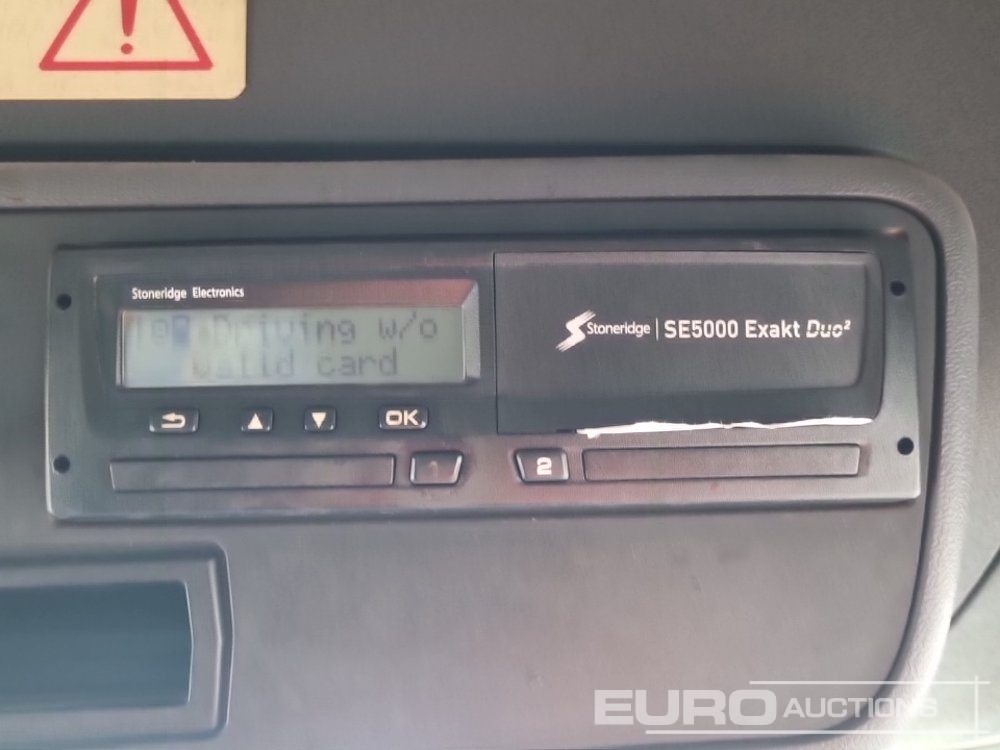 !
Stoneridge Electronics
Driving w/o
valid card
Stoneridge | SE5000 Exakt Duo²
OK
1
2
EURO AUCTIONS